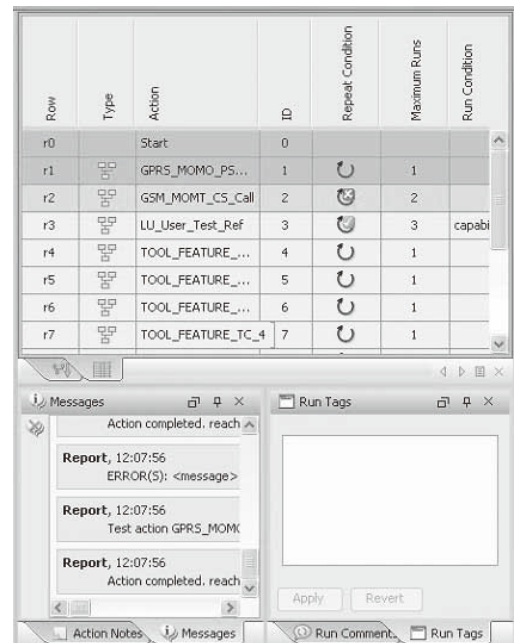 Row Type Action ID Repeat Condition Maximum Runs Run Condition
r0 Start 0
r1 GPRS_MOMO_PS... 1 1
r2 GSM_MOMT_CS_Call 2 2
r3 LU_User_Test_Ref 3 3 capabi
r4 TOOL_FEATURE_... 4 1
r5 TOOL_FEATURE_... 5 1
r6 TOOL_FEATURE_... 6 1
r7 TOOL_FEATURE_TC_4 7 1
Messages
Action completed. reach
Report, 12:07:56
ERROR(S): <message>
Report, 12:07:56
Test action GPRS_MOMO
Report, 12:07:56
Action completed. reach
Action Notes Messages
Run Tags
Apply Revert
Run Comment. Run Tags